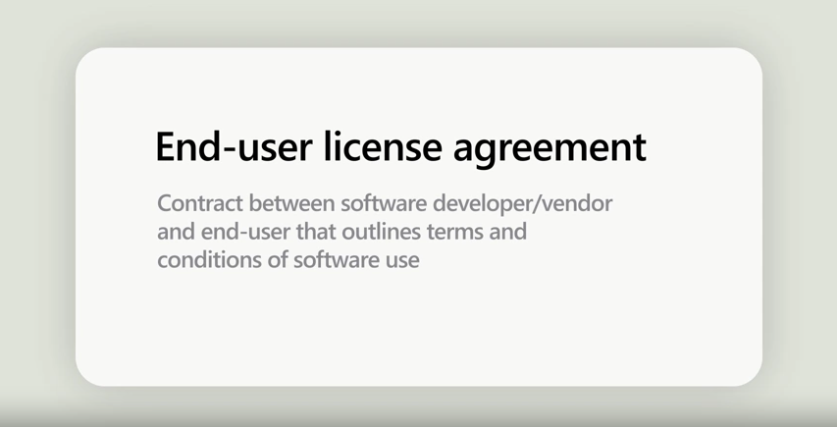 End-user license agreement
Contract between software developer/vendor
and end-user that outlines terms and
conditions of software use